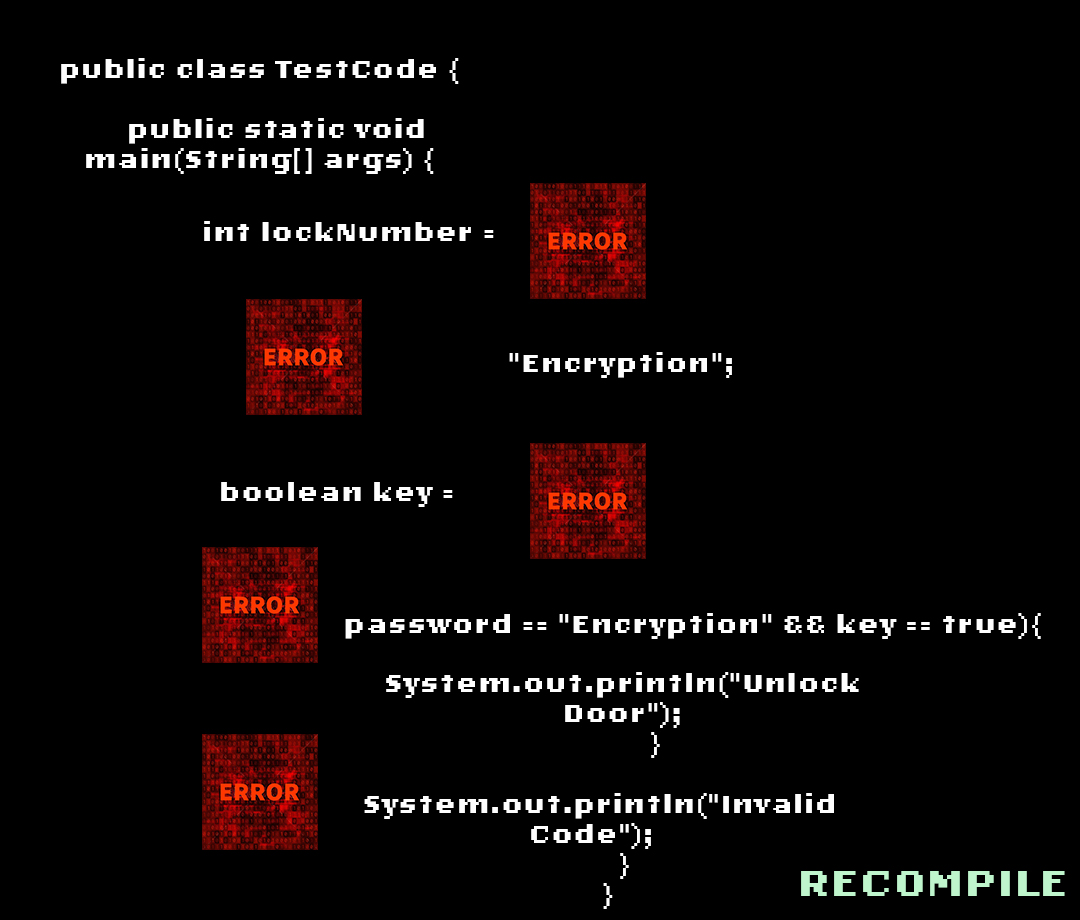 public class TestCode {
public static void
main(String[] args) {
int lockNumber =
ERROR
ERROR
"Encryption";
boolean key =
ERROR
ERROR
password == "Encryption" && key == true){
System.out.println("Unlock
Door");
}
ERROR
System.out.println("Invalid
Code");
}
}
RECOMPILE